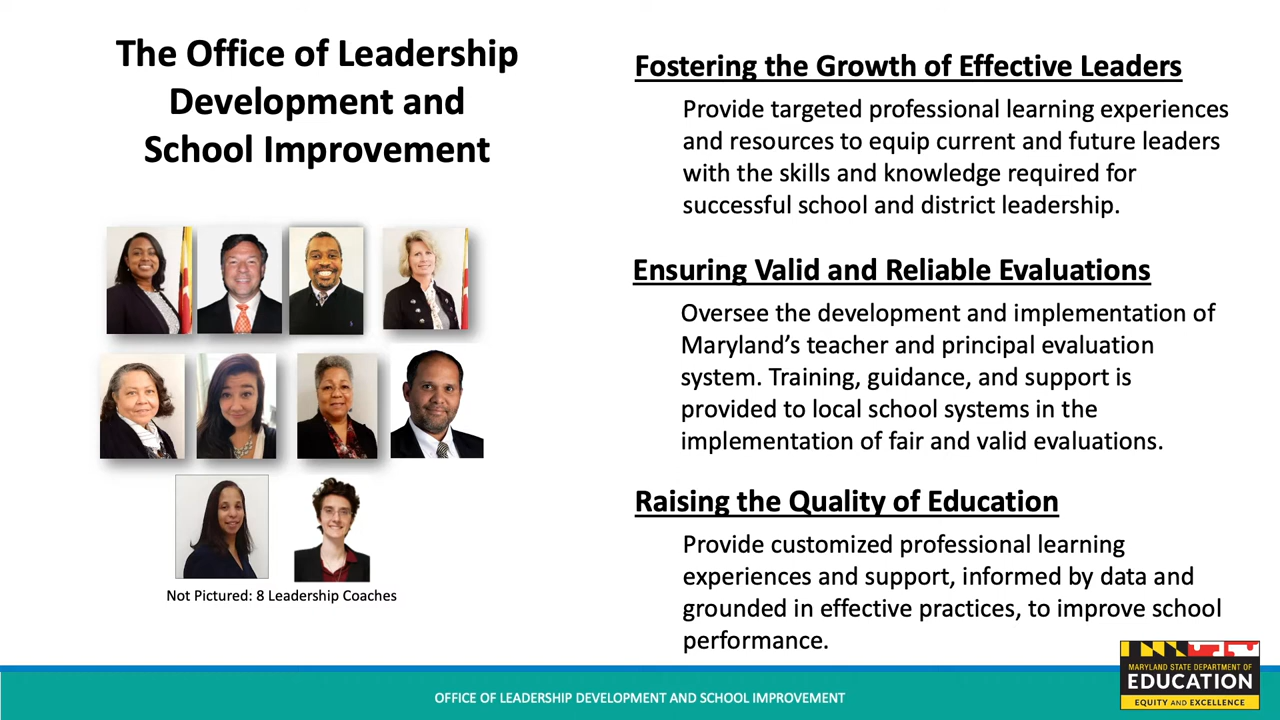 The Office of Leadership
Development and
School Improvement
Not Pictured: 8 Leadership Coaches
Fostering the Growth of Effective Leaders
Provide targeted professional learning experiences
and resources to equip current and future leaders
with the skills and knowledge required for
successful school and district leadership.
Ensuring Valid and Reliable Evaluations
Oversee the development and implementation of
Maryland’s teacher and principal evaluation
system. Training, guidance, and support is
provided to local school systems in the
implementation of fair and valid evaluations.
Raising the Quality of Education
Provide customized professional learning
experiences and support, informed by data and
grounded in effective practices, to improve school
performance.
OFFICE OF LEADERSHIP DEVELOPMENT AND SCHOOL IMPROVEMENT
MARYLAND STATE DEPARTMENT OF
EDUCATION
EQUITY AND EXCELLENCE